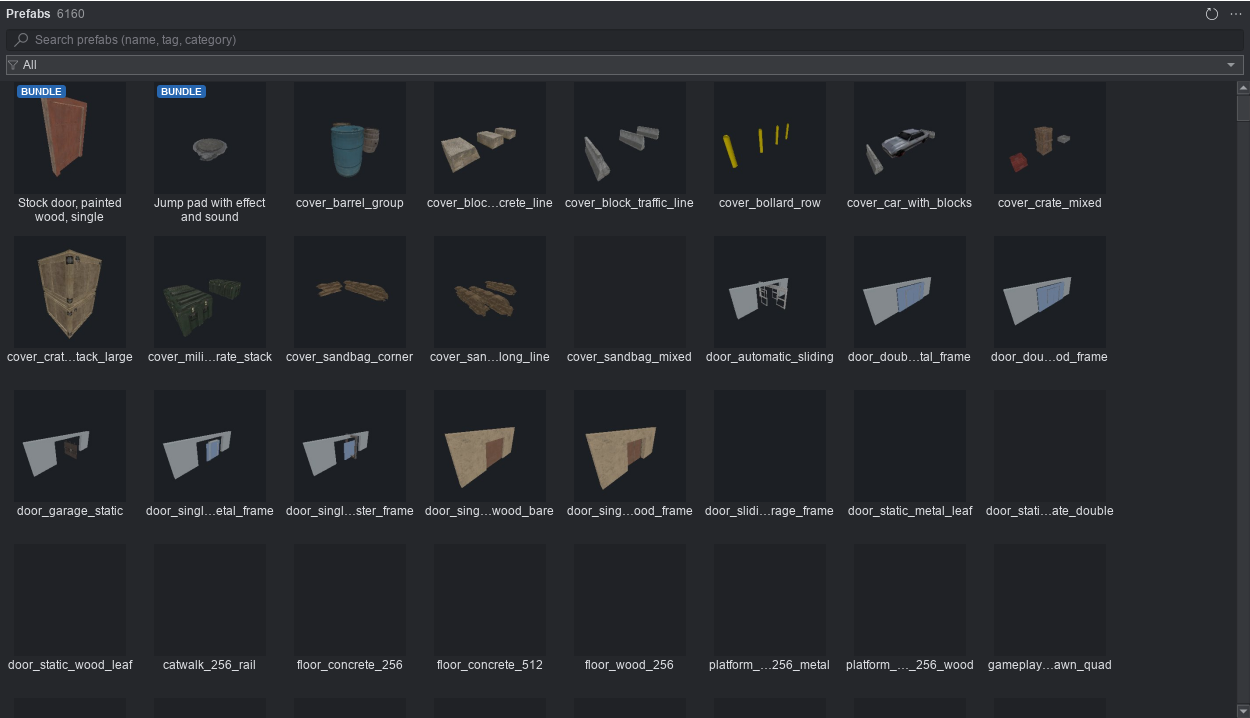 Prefabs 6160
Search prefabs (name, tag, category)
All
BUNDLE
BUNDLE
Stock door, painted
wood, single
Jump pad with effect
and sound
cover_barrel_group
cover_bloc…crete_line
cover_block_traffic_line
cover_bollard_row
cover_car_with_blocks
cover_crate_mixed
cover_crat…tack_large
cover_mili…rate_stack
cover_sandbag_corner
cover_san…long_line
cover_sandbag_mixed
door_automatic_sliding
door_doub…tal_frame
door_dou…od_frame
door_garage_static
door_singl…etal_frame
door_singl…ster_frame
door_sing…wood_bare
door_sing…ood_frame
door_slidi…rage_frame
door_static_metal_leaf
door_stati…ate_double
door_static_wood_leaf
catwalk_256_rail
floor_concrete_256
floor_concrete_512
floor_wood_256
platform_…256_metal
platform_…_256_wood
gameplay…awn_quad